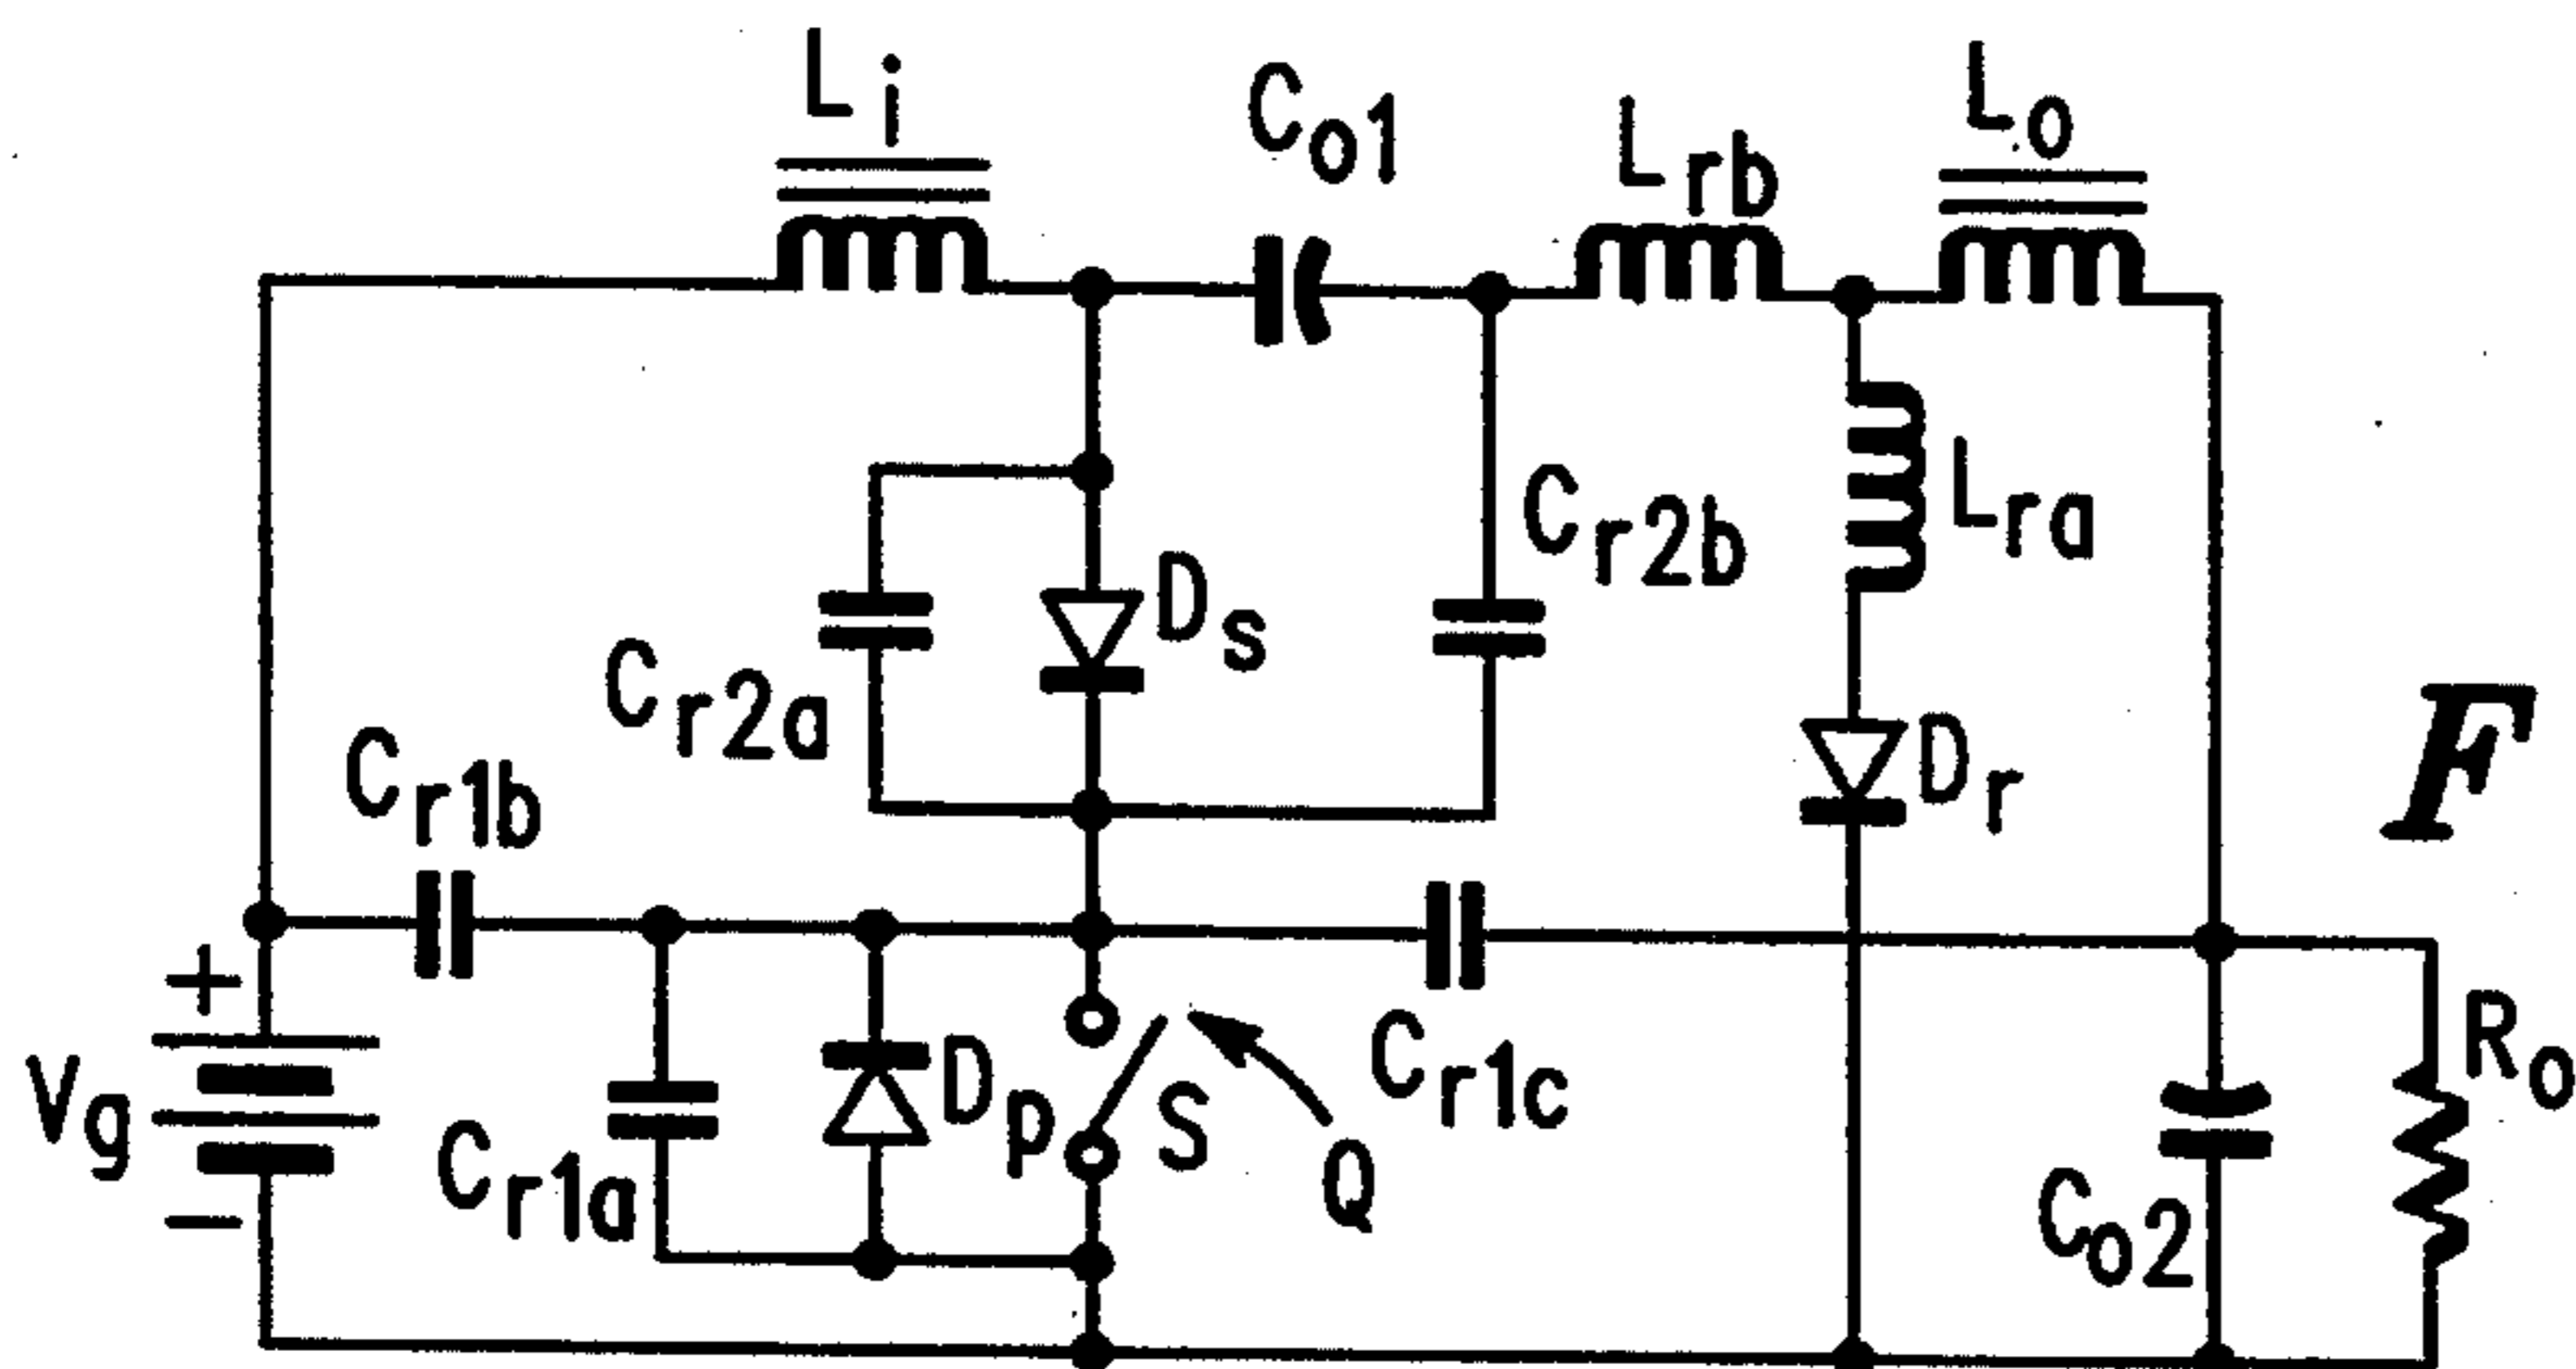 Li
Co1
Lrb
Lo
Cr2a
Ds
Cr2b
Lra
Cr1b
Dr
F
+
Vg
−
Cr1a
Dp
S
Q
Cr1c
Co2
Ro